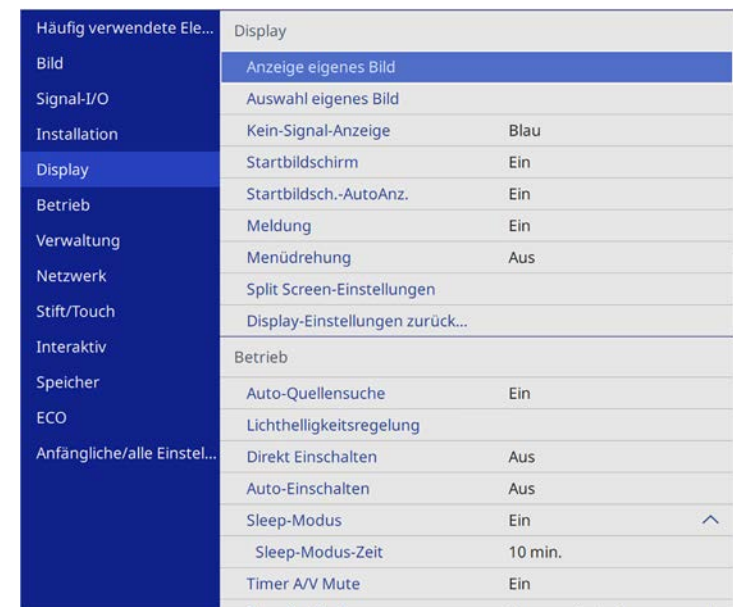 Häufig verwendete Ele...
Bild
Signal-I/O
Installation
Display
Betrieb
Verwaltung
Netzwerk
Stift/Touch
Interaktiv
Speicher
ECO
Anfängliche/alle Einstel...
Display
Anzeige eigenes Bild
Auswahl eigenes Bild
Kein-Signal-Anzeige Blau
Startbildschirm Ein
Startbildsch.-AutoAnz. Ein
Meldung Ein
Menüdrehung Aus
Split Screen-Einstellungen
Display-Einstellungen zurück...
Betrieb
Auto-Quellensuche Ein
Lichthelligkeitsregelung
Direkt Einschalten Aus
Auto-Einschalten Aus
Sleep-Modus Ein
Sleep-Modus-Zeit 10 min.
Timer A/V Mute Ein